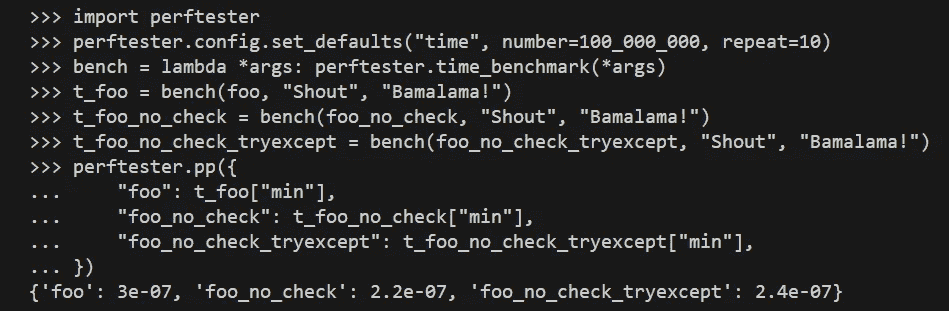 >>> import perftester
>>> perftester.config.set_defaults("time", number=100_000_000, repeat=10)
>>> bench = lambda *args: perftester.time_benchmark(*args)
>>> t_foo = bench(foo, "Shout", "Bamalama!")
>>> t_foo_no_check = bench(foo_no_check, "Shout", "Bamalama!")
>>> t_foo_no_check_tryexcept = bench(foo_no_check_tryexcept, "Shout", "Bamalama!")
>>> perftester.pp({
...     "foo": t_foo["min"],
...     "foo_no_check": t_foo_no_check["min"],
...     "foo_no_check_tryexcept": t_foo_no_check_tryexcept["min"],
... })
{'foo': 3e-07, 'foo_no_check': 2.2e-07, 'foo_no_check_tryexcept': 2.4e-07}